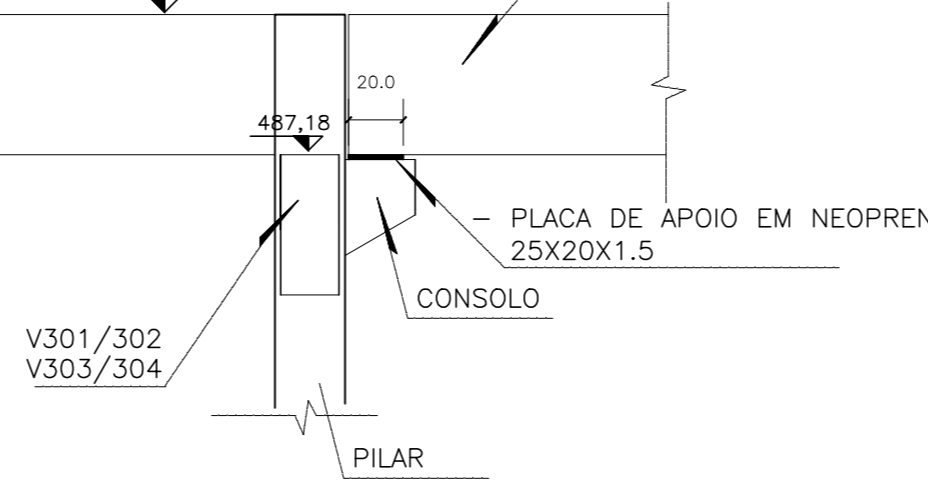 20.0
487,18
– PLACA DE APOIO EM NEOPREN
25X20X1.5
CONSOLO
V301/302
V303/304
PILAR